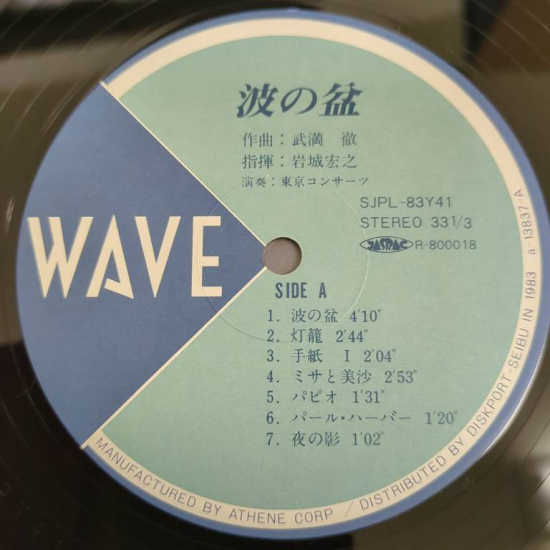 波の盆
作曲：武満 徹
指揮：岩城宏之
演奏：東京コンサーツ
SJPL-83Y41
STEREO 33 1/3
JASRAC R-800018
WAVE
SIDE A
1. 波の盆 4'10"
2. 灯籠 2'44"
3. 手紙 I 2'04"
4. ミサと美沙 2'53"
5. パピオ 1'31"
6. パール・ハーバー 1'20"
7. 夜の影 1'02"
MANUFACTURED BY ATHENE CORP / DISTRIBUTED BY DISKPORT-SEIBU IN 1983 a 13837-A